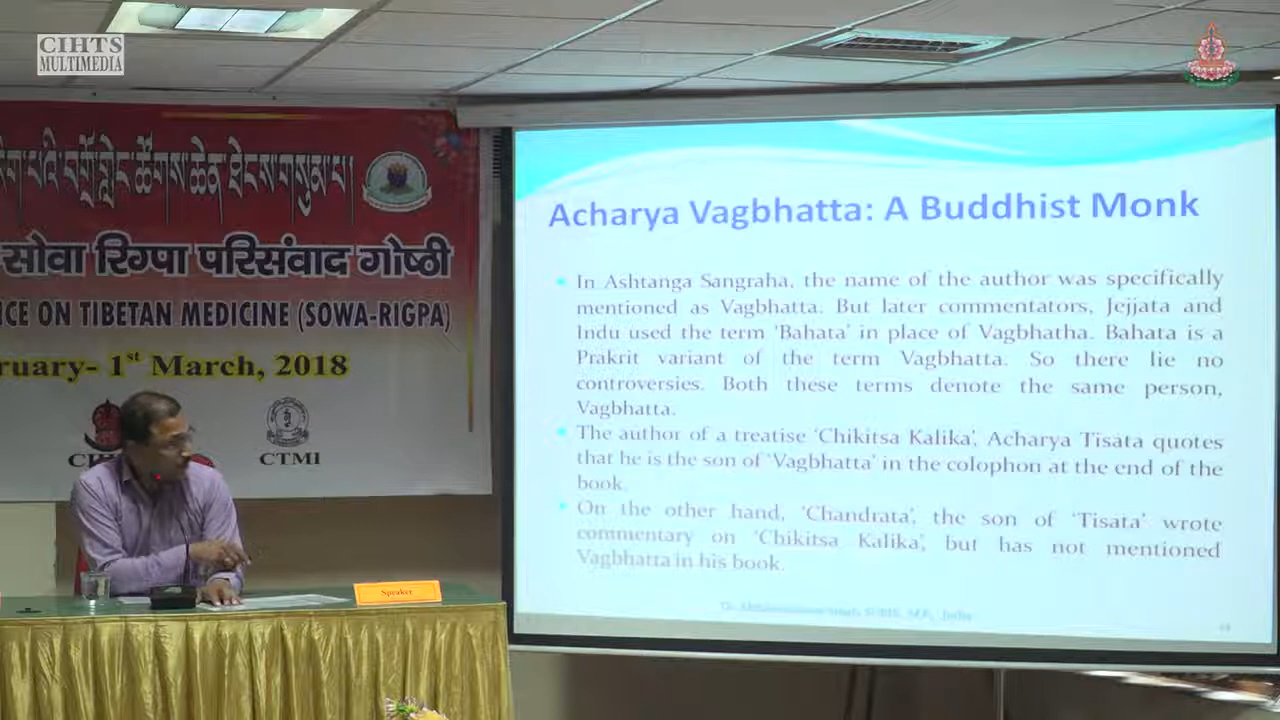 CIHTS
MULTIMEDIA
सोवा रिग्पा परिसंवाद गोष्ठी
CE ON TIBETAN MEDICINE (SOWA-RIGPA)
1st March, 2018
CTMI
Speaker
Acharya Vagbhatta: A Buddhist Monk
In Ashtanga Sangraha, the name of the author was specifically
mentioned as Vagbhatta. But later commentators, Jejjata and
Indu used the term 'Bahata' in place of Vagbhatha. Bahata is a
Prakrit variant of the term Vagbhatta. So there lie no
controversies. Both these terms denote the same person,
Vagbhatta.
The author of a treatise 'Chikitsa Kalika', Acharya Tisata quotes
that he is the son of 'Vagbhatta' in the colophon at the end of the
book.
On the other hand, 'Chandrata', the son of 'Tisata' wrote
commentary on 'Chikitsa Kalika', but has not mentioned
Vagbhatta in his book.